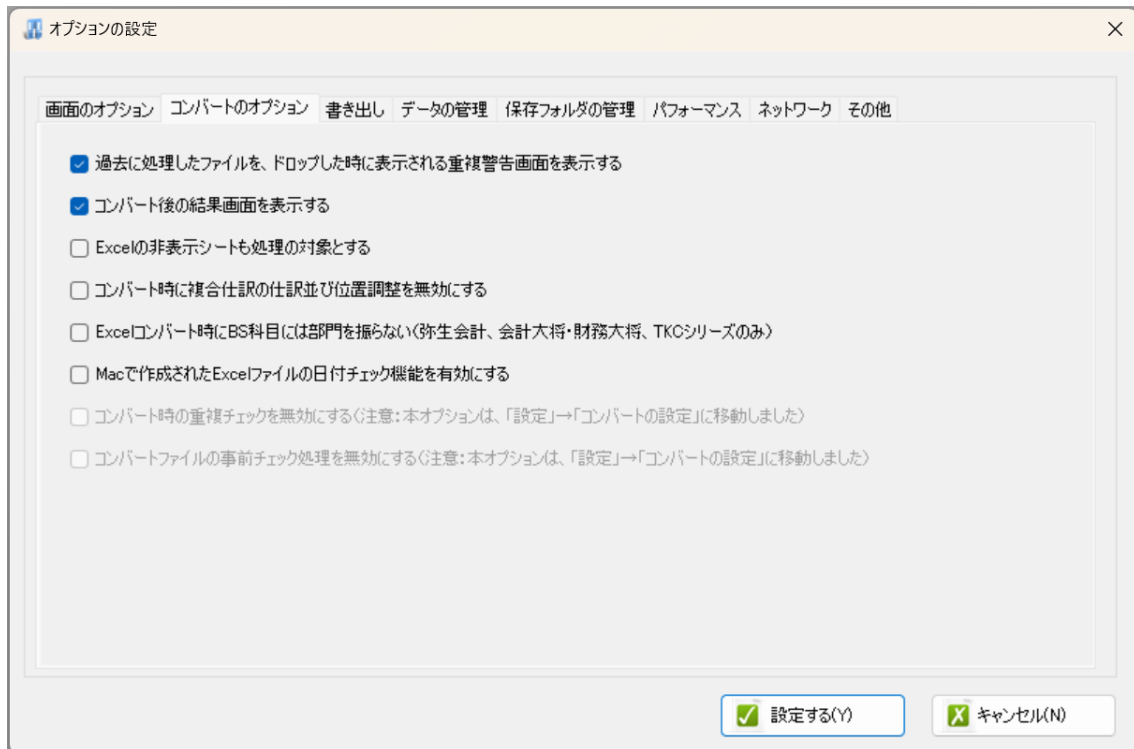 オプションの設定
画面のオプション コンバートのオプション 書き出し データの管理 保存フォルダの管理 パフォーマンス ネットワーク その他
過去に処理したファイルを、ドロップした時に表示される重複警告画面を表示する
コンバート後の結果画面を表示する
Excelの非表示シートも処理の対象とする
コンバート時に複合仕訳の仕訳並び位置調整を無効にする
Excelコンバート時にBS科目には部門を振らない(弥生会計、会計大将・財務大将、TKCシリーズのみ)
Macで作成されたExcelファイルの日付チェック機能を有効にする
コンバート時の重複チェックを無効にする(注意:本オプションは、「設定」→「コンバートの設定」に移動しました)
コンバートファイルの事前チェック処理を無効にする(注意:本オプションは、「設定」→「コンバートの設定」に移動しました)
設定する(Y) キャンセル(N)